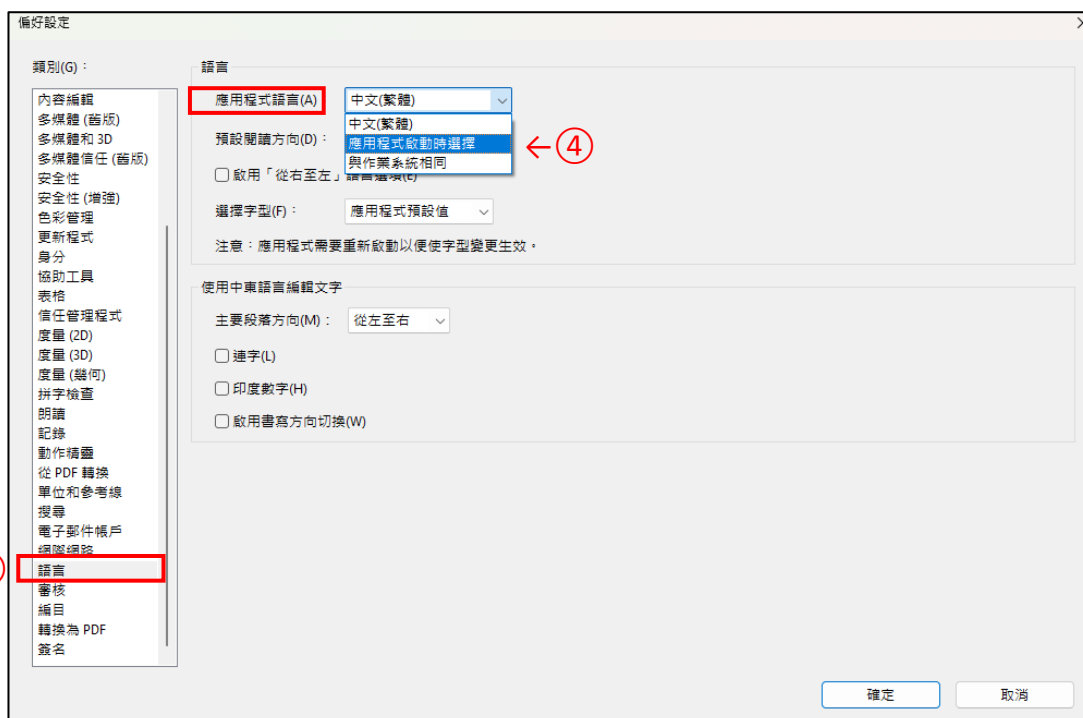 偏好設定
類別(G)：
內容編輯
多媒體 (舊版)
多媒體和 3D
多媒體信任 (舊版)
安全性
安全性 (增強)
色彩管理
更新程式
身分
協助工具
表格
信任管理程式
度量 (2D)
度量 (3D)
度量 (幾何)
拼字檢查
朗讀
記錄
動作精靈
從 PDF 轉換
單位和參考線
搜尋
電子郵件帳戶
網際網路
語言
審核
編目
轉換為 PDF
簽名
語言
應用程式語言(A) 中文(繁體)
中文(繁體)
預設閱讀方向(D)： 應用程式啟動時選擇 ←④
與作業系統相同
啟用「從右至左」語言選項(E)
選擇字型(F)： 應用程式預設值
注意：應用程式需要重新啟動以便使字型變更生效。
使用中東語言編輯文字
主要段落方向(M)： 從左至右
連字(L)
印度數字(H)
啟用書寫方向切換(W)
確定 取消